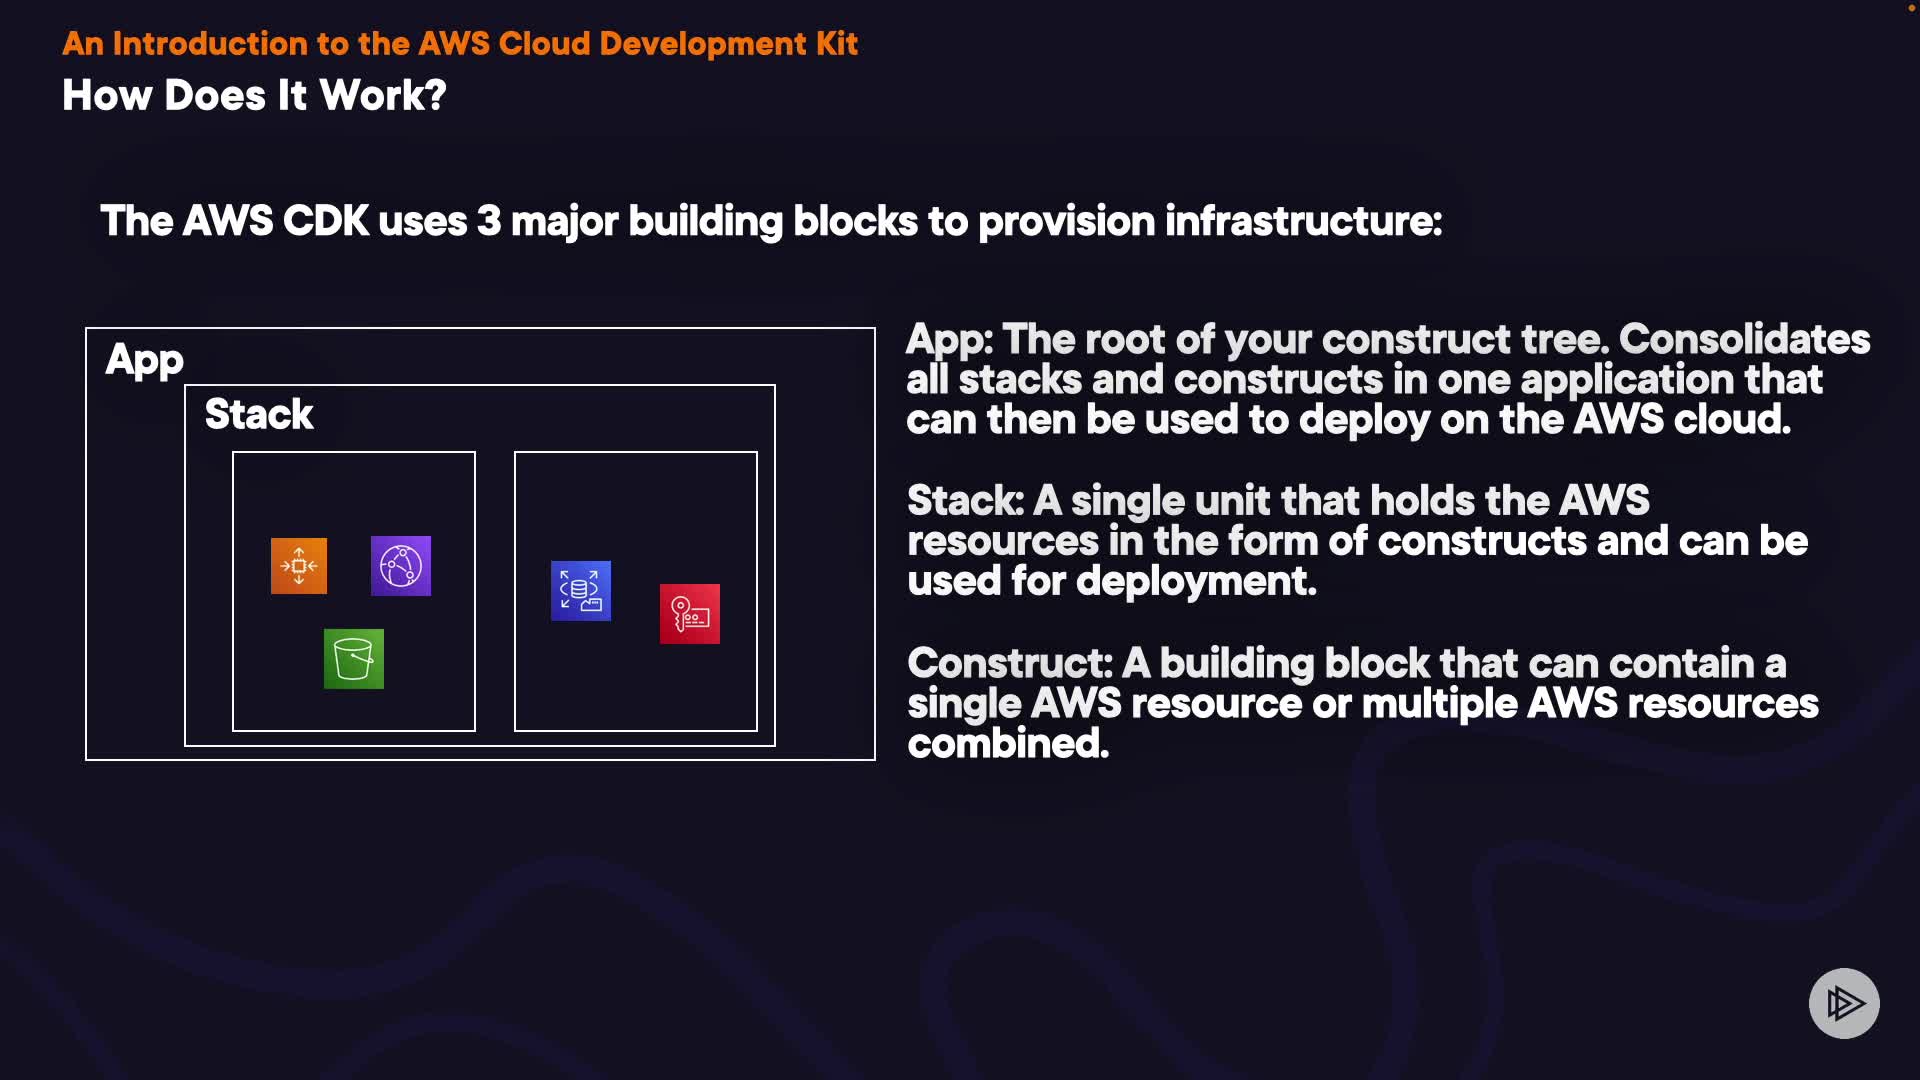 An Introduction to the AWS Cloud Development Kit
How Does It Work?
The AWS CDK uses 3 major building blocks to provision infrastructure:
App
Stack
App: The root of your construct tree. Consolidates
all stacks and constructs in one application that
can then be used to deploy on the AWS cloud.
Stack: A single unit that holds the AWS
resources in the form of constructs and can be
used for deployment.
Construct: A building block that can contain a
single AWS resource or multiple AWS resources
combined.